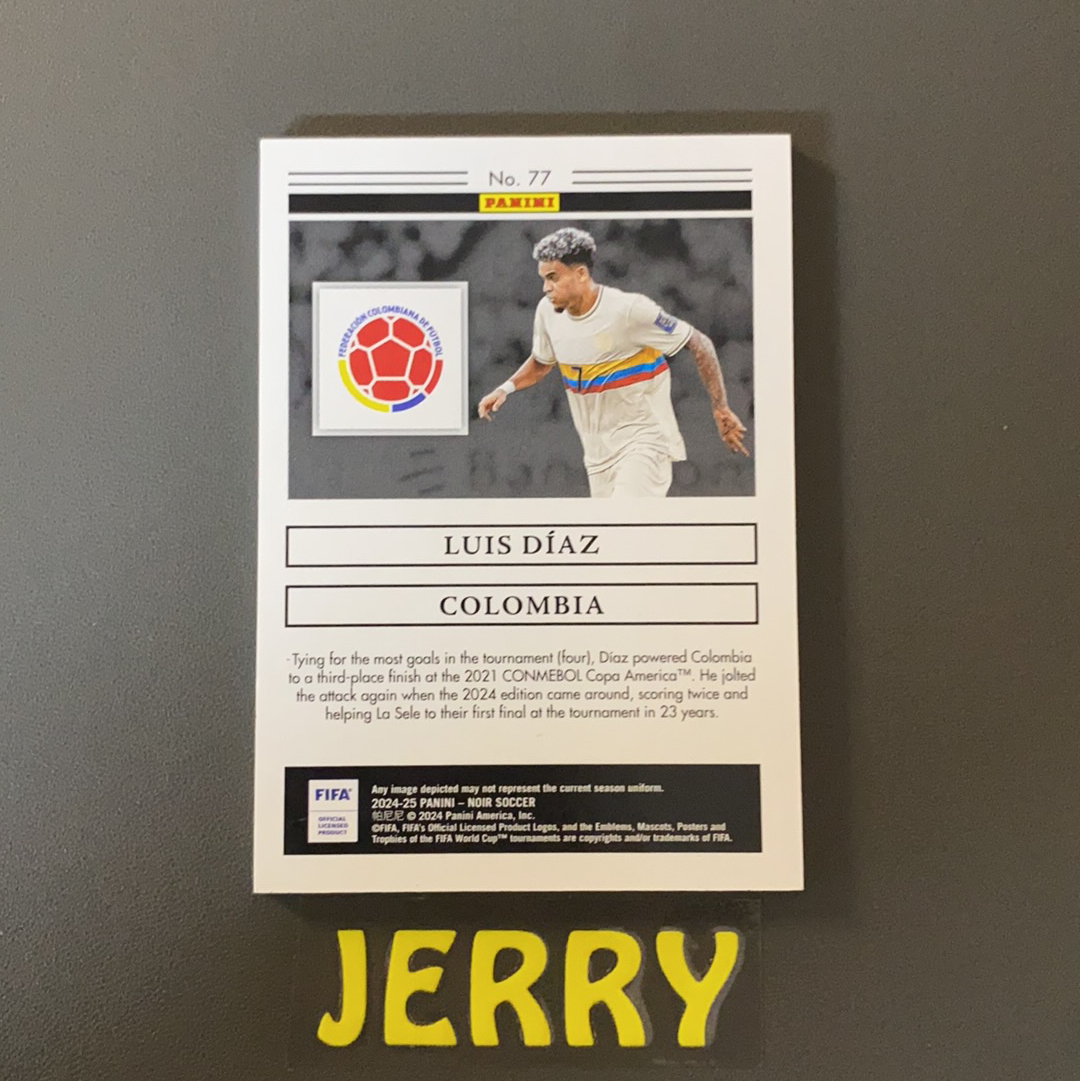 No. 77
PANINI
FEDERACIÓN COLOMBIANA DE FÚTBOL
7
LUIS DÍAZ
COLOMBIA
Tying for the most goals in the tournament (four), Díaz powered Colombia
to a third-place finish at the 2021 CONMEBOL Copa America™. He jolted
the attack again when the 2024 edition came around, scoring twice and
helping La Sele to their first final at the tournament in 23 years.
FIFA®
OFFICIAL
LICENSED
PRODUCT
Any image depicted may not represent the current season uniform.
2024-25 PANINI – NOIR SOCCER
帕尼尼 © 2024 Panini America, Inc.
©FIFA, FIFA's Official Licensed Product Logos, and the Emblems, Mascots, Posters and
Trophies of the FIFA World Cup™ tournaments are copyrights and/or trademarks of FIFA.
JERRY